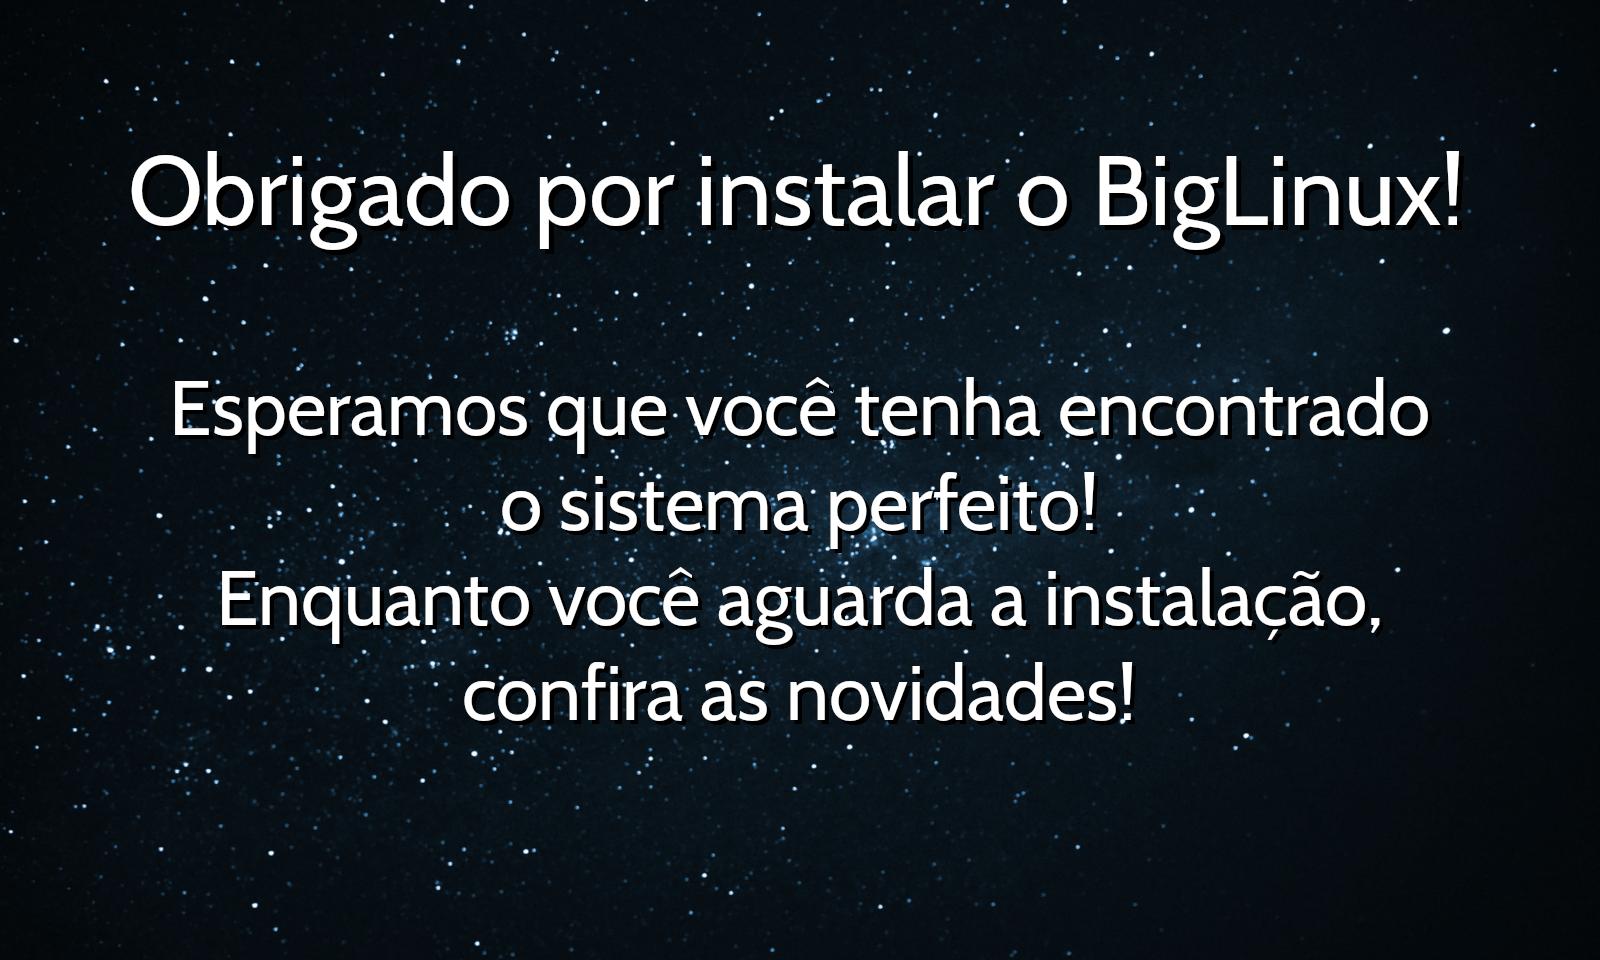 Obrigado por instalar o BigLinux!
Esperamos que você tenha encontrado
o sistema perfeito!
Enquanto você aguarda a instalação,
confira as novidades!